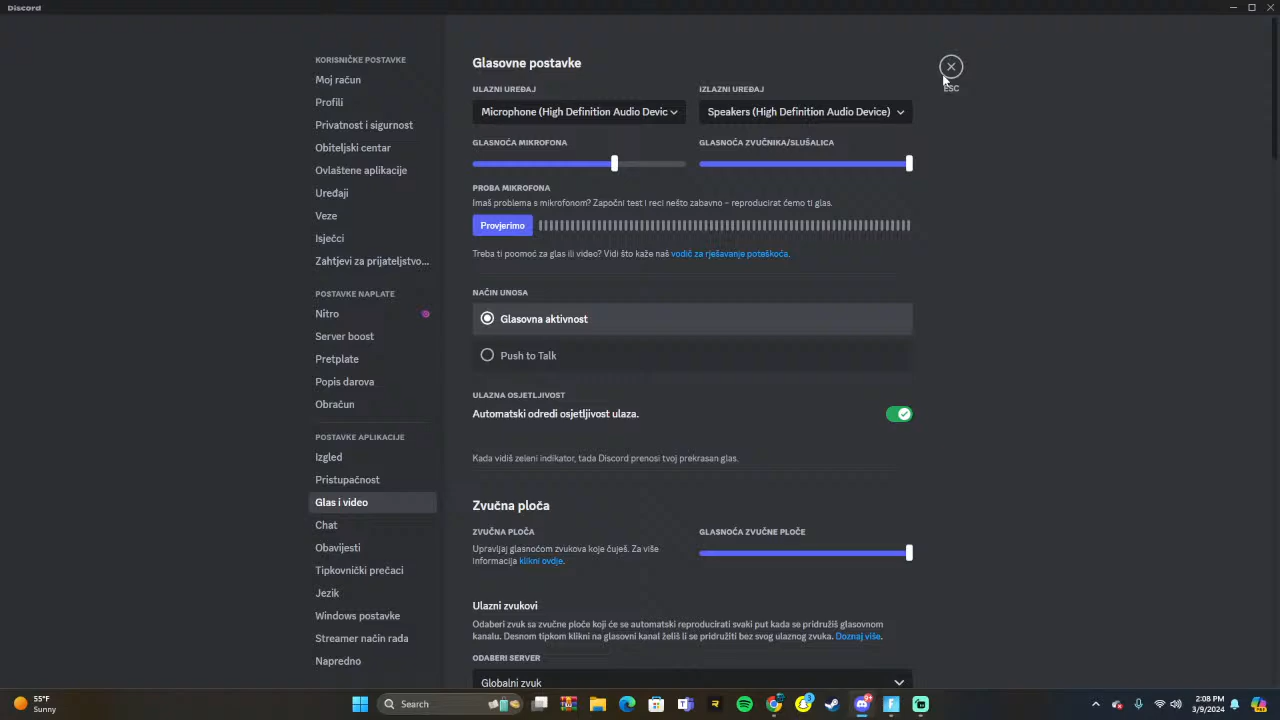 Discord
KORISNIČKE POSTAVKE
Moj račun
Profili
Privatnost i sigurnost
Obiteljski centar
Ovlaštene aplikacije
Uređaji
Veze
Isječci
Zahtjevi za prijateljstvo...
POSTAVKE NAPLATE
Nitro
Server boost
Pretplate
Popis darova
Obračun
POSTAVKE APLIKACIJE
Izgled
Pristupačnost
Glas i video
Chat
Obavijesti
Tipkovnički prečaci
Jezik
Windows postavke
Streamer način rada
Napredno
Glasovne postavke
ESC
ULAZNI UREĐAJ
IZLAZNI UREĐAJ
Microphone (High Definition Audio Devic
Speakers (High Definition Audio Device)
GLASNOĆA MIKROFONA
GLASNOĆA ZVUČNIKA/SLUŠALICA
PROBA MIKROFONA
Imaš problema s mikrofonom? Započni test i reci nešto zabavno – reproducirat ćemo ti glas.
Provjerimo
Treba ti poomoć za glas ili video? Vidi što kaže naš vodič za rješavanje poteškoća.
NAČIN UNOSA
Glasovna aktivnost
Push to Talk
ULAZNA OSJETLJIVOST
Automatski odredi osjetljivost ulaza.
Kada vidiš zeleni indikator, tada Discord prenosi tvoj prekrasan glas.
Zvučna ploča
ZVUČNA PLOČA
GLASNOĆA ZVUČNE PLOČE
Upravljaj glasnoćom zvukova koje čuješ. Za više
informacija klikni ovdje.
Ulazni zvukovi
Odaberi zvuk sa zvučne ploče koji će se automatski reproducirati svaki put kada se pridružiš glasovnom
kanalu. Desnom tipkom klikni na glasovni kanal želiš li se pridružiti bez svog ulaznog zvuka. Doznaj više.
ODABERI SERVER
Globalni zvuk
55°F
Sunny
Search
2:08 PM
3/9/2024